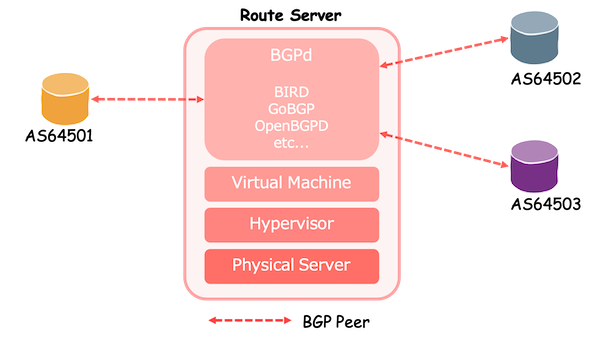 Route Server
BGPd
BIRD
GoBGP
OpenBGPD
etc...
AS64501
AS64502
AS64503
Virtual Machine
Hypervisor
Physical Server
BGP Peer